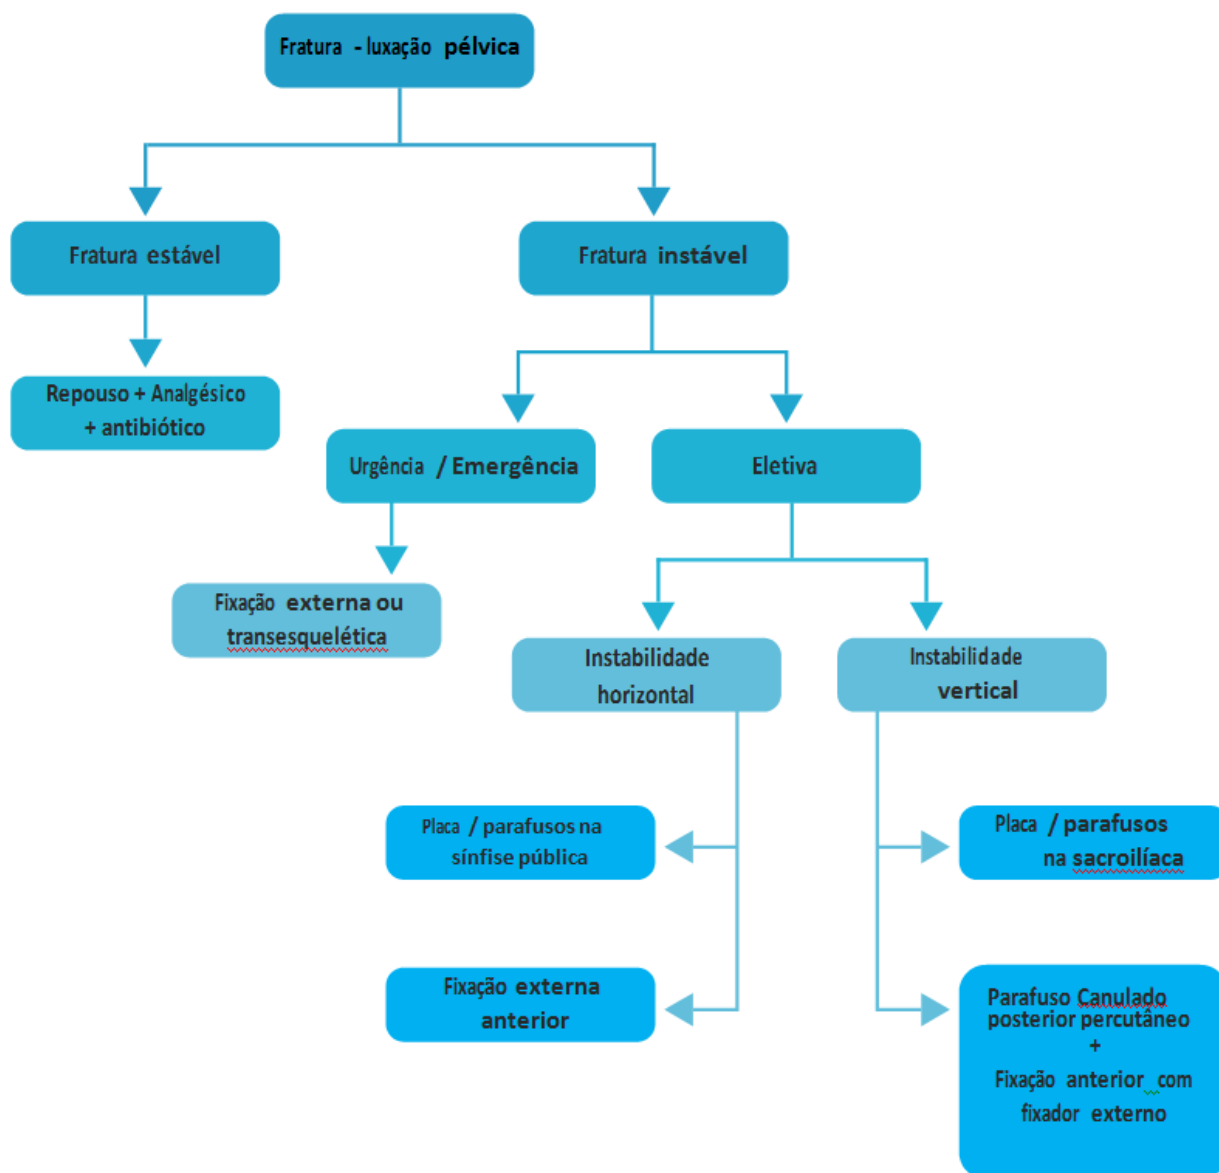 Fratura - luxação pélvica
Fratura estável
Fratura instável
Repouso + Analgésico
+ antibiótico
Urgência / Emergência
Eletiva
Fixação externa ou
transesquelética
Instabilidade
horizontal
Instabilidade
vertical
Placa / parafusos na
sínfise pública
Placa / parafusos
na sacroilíaca
Fixação externa
anterior
Parafuso Canulado
posterior percutâneo
+
Fixação anterior com
fixador externo